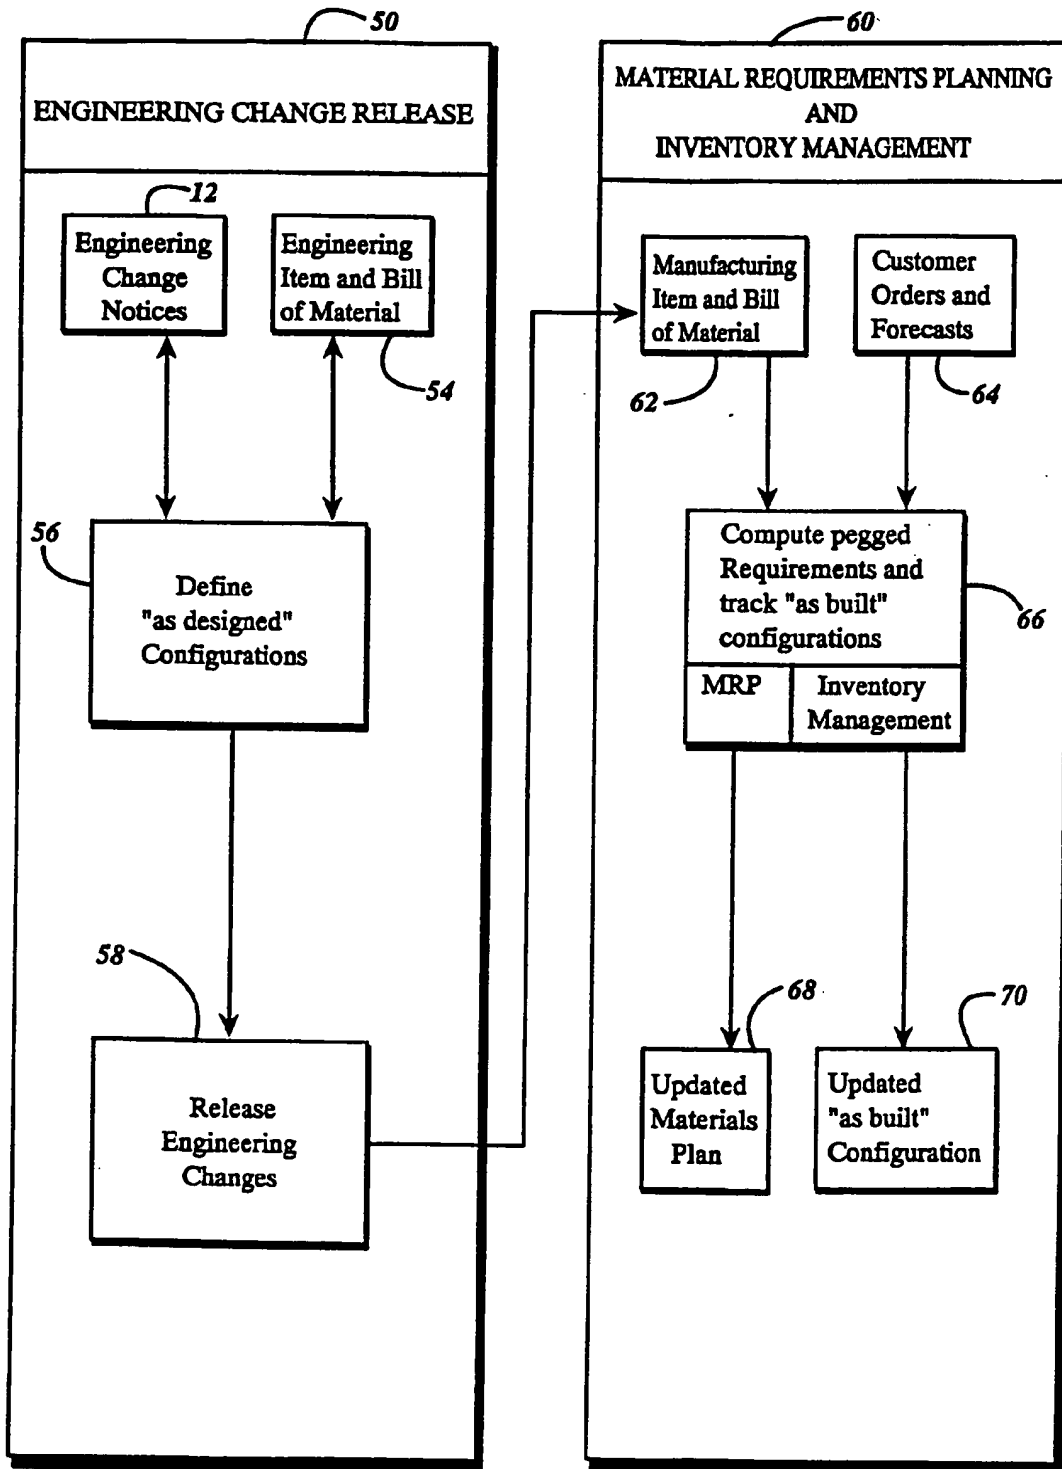 50
ENGINEERING CHANGE RELEASE
12
Engineering
Change
Notices
Engineering
Item and Bill
of Material
54
56
Define
"as designed"
Configurations
58
Release
Engineering
Changes
60
MATERIAL REQUIREMENTS PLANNING
AND
INVENTORY MANAGEMENT
Manufacturing
Item and Bill
of Material
62
Customer
Orders and
Forecasts
64
Compute pegged
Requirements and
track "as built"
configurations
66
MRP
Inventory
Management
68
Updated
Materials
Plan
70
Updated
"as built"
Configuration